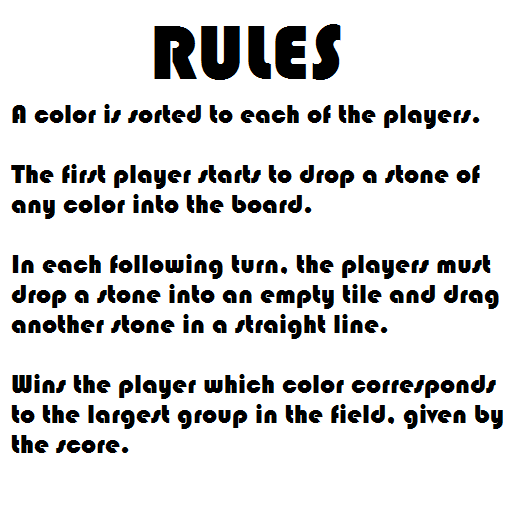 RULES
A color is sorted to each of the players.
The first player starts to drop a stone of
any color into the board.
In each following turn, the players must
drop a stone into an empty tile and drag
another stone in a straight line.
Wins the player which color corresponds
to the largest group in the field, given by
the score.